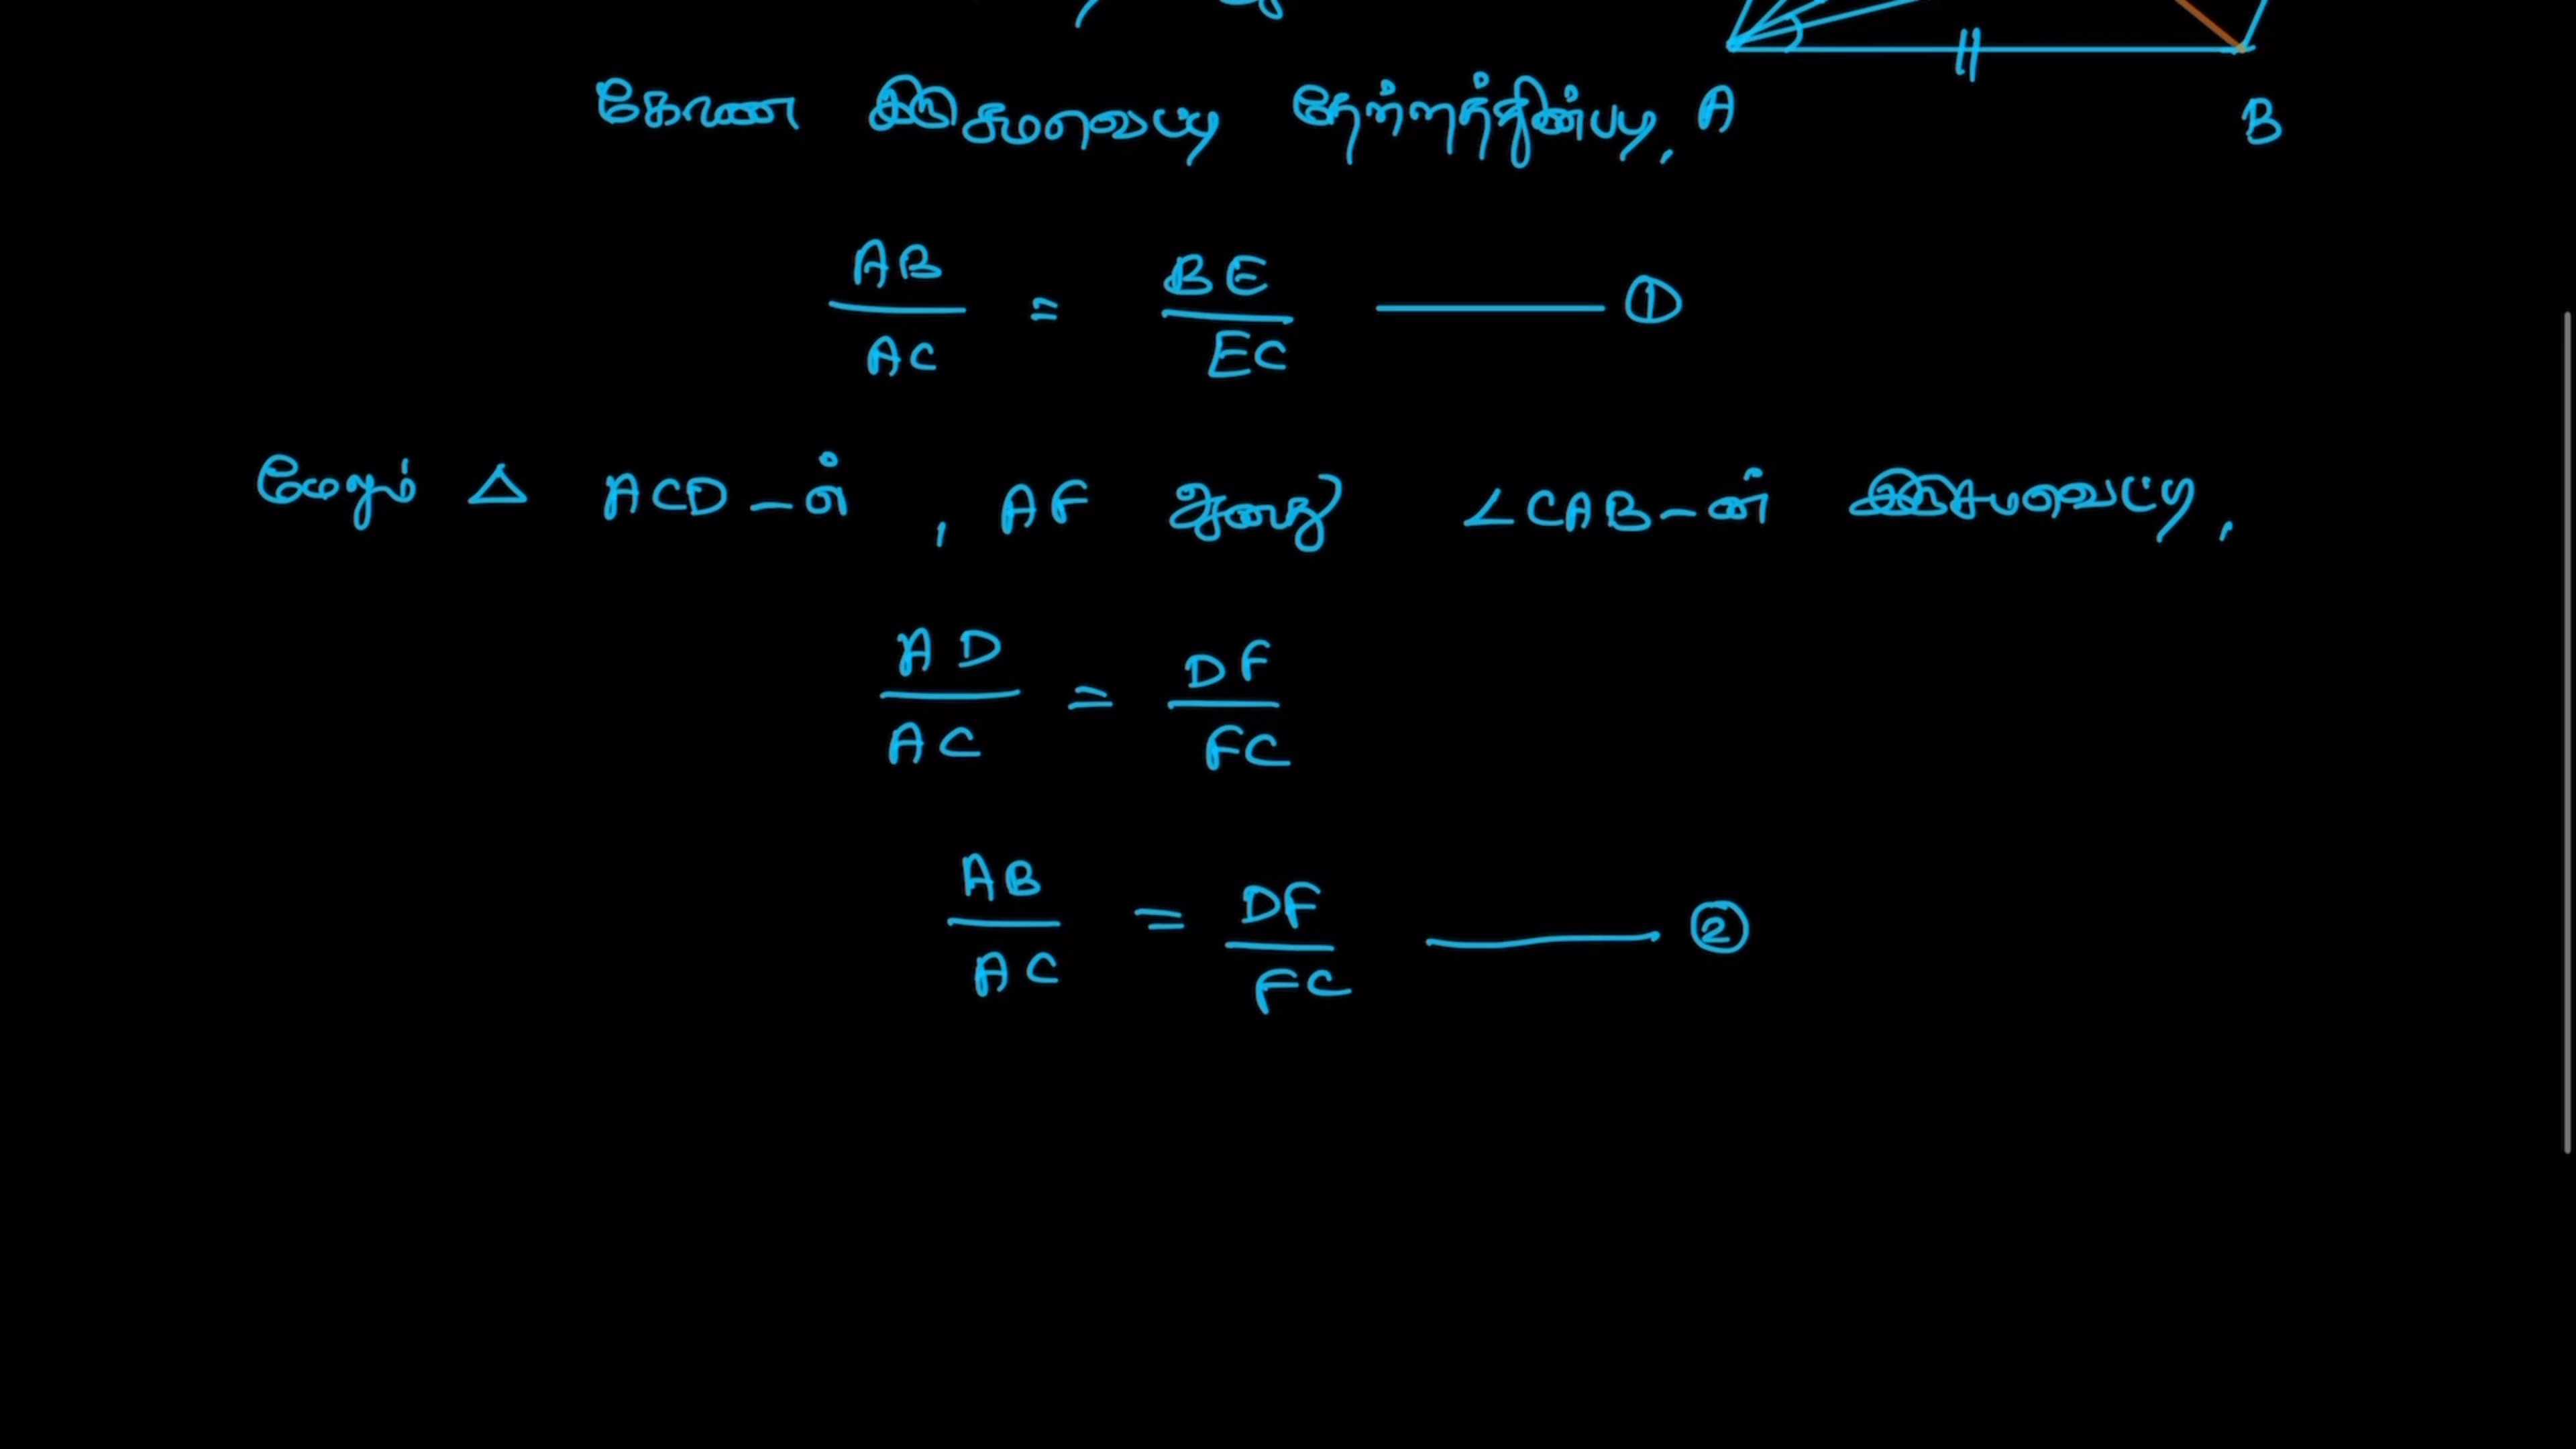 கோண இருசமவெட்டி தேற்றத்தின்படி, A B
AB/AC = BE/EC ——— ①
மேலும் △ ACD-ன் , AF ஆனது ∠CAB-ன் இருசமவெட்டி,
AD/AC = DF/FC
AB/AC = DF/FC ——— ②